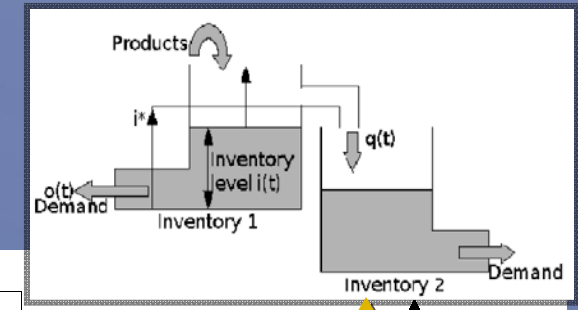 Products
i*
q(t)
Inventory
level i(t)
o(t)
Demand
Inventory 1
Demand
Inventory 2